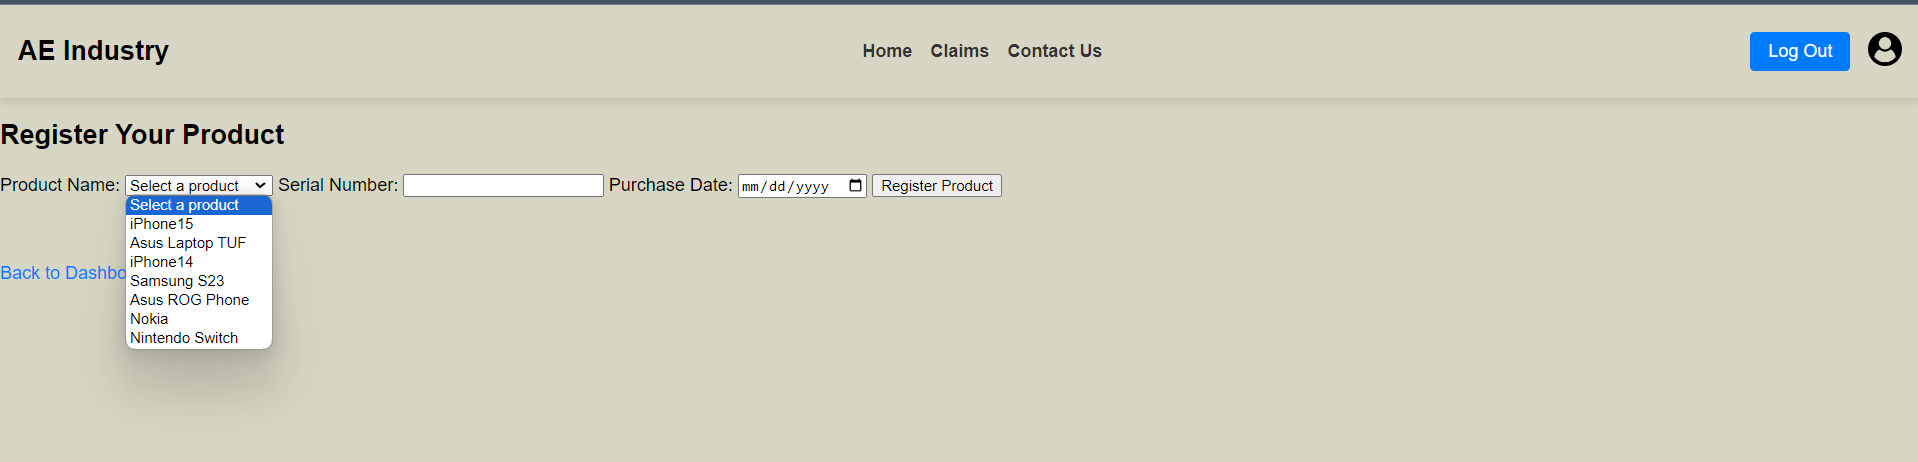 AE Industry Home Claims Contact Us Log Out
Register Your Product
Product Name: Select a product Serial Number: Purchase Date: mm/dd/yyyy Register Product
Select a product
iPhone15
Asus Laptop TUF
iPhone14
Back to Dashbo
Samsung S23
Asus ROG Phone
Nokia
Nintendo Switch